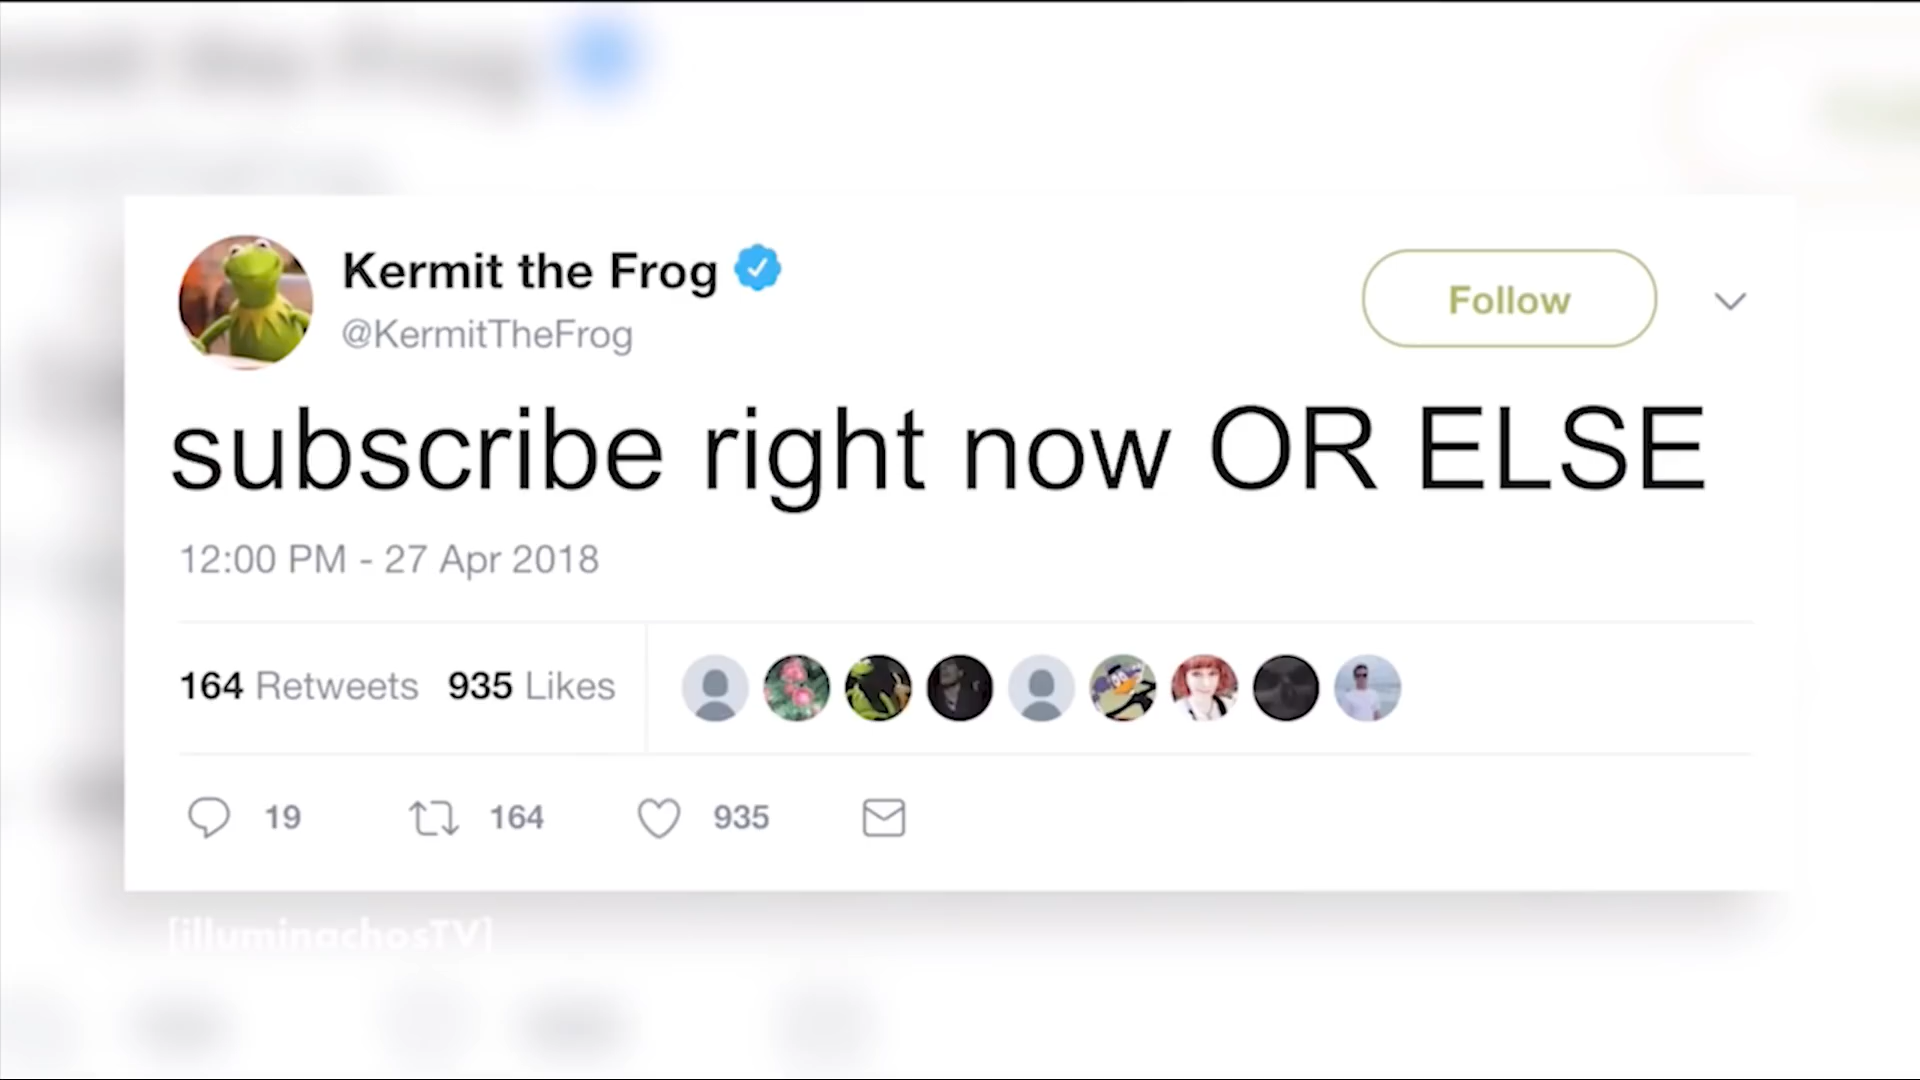 Kermit the Frog
@KermitTheFrog
Follow
subscribe right now OR ELSE
12:00 PM - 27 Apr 2018
164 Retweets 935 Likes
19 164 935
[illuminachosTV]